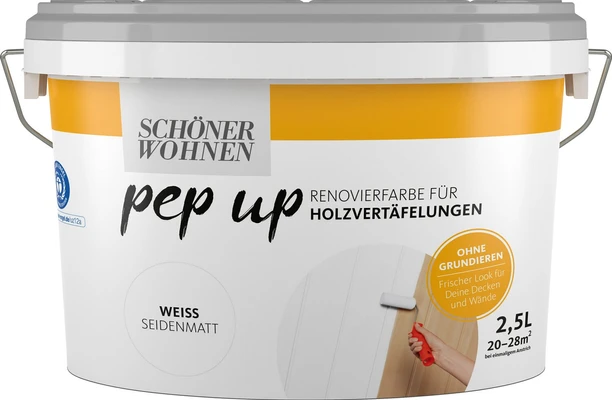 SCHÖNER
WOHNEN
pep up
RENOVIERFARBE FÜR
HOLZVERTÄFELUNGEN
OHNE
GRUNDIEREN
Frischer Look für
Deine Decken
und Wände
WEISS
SEIDENMATT
2,5L
20–28m²
bei einmaligem Anstrich